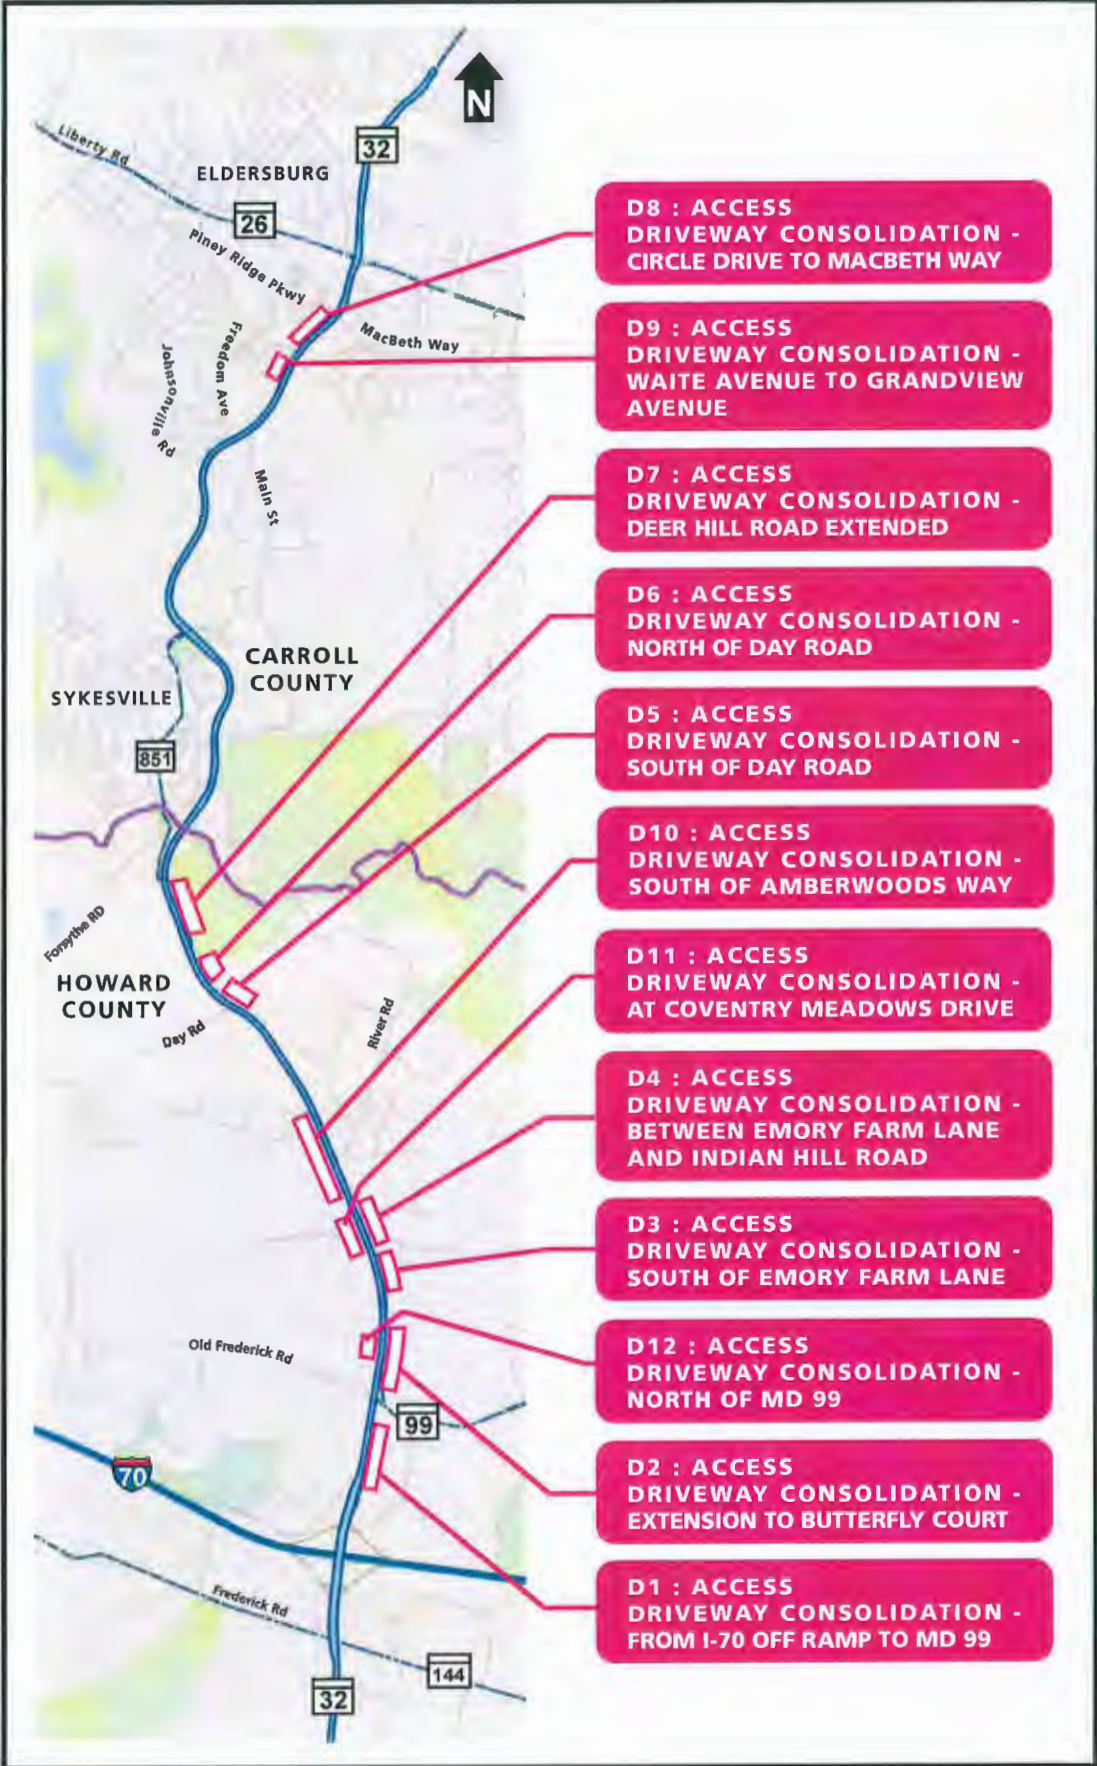 N
32
Liberty Rd
ELDERSBURG
26
Piney Ridge Pkwy
MacBeth Way
Freedom Ave
Johnsonville Rd
Main St
CARROLL
COUNTY
SYKESVILLE
851
Forsythe RD
HOWARD
COUNTY
Day Rd
River Rd
Old Frederick Rd
99
70
Frederick Rd
144
32
D8 : ACCESS
DRIVEWAY CONSOLIDATION -
CIRCLE DRIVE TO MACBETH WAY
D9 : ACCESS
DRIVEWAY CONSOLIDATION -
WAITE AVENUE TO GRANDVIEW
AVENUE
D7 : ACCESS
DRIVEWAY CONSOLIDATION -
DEER HILL ROAD EXTENDED
D6 : ACCESS
DRIVEWAY CONSOLIDATION -
NORTH OF DAY ROAD
D5 : ACCESS
DRIVEWAY CONSOLIDATION -
SOUTH OF DAY ROAD
D10 : ACCESS
DRIVEWAY CONSOLIDATION -
SOUTH OF AMBERWOODS WAY
D11 : ACCESS
DRIVEWAY CONSOLIDATION -
AT COVENTRY MEADOWS DRIVE
D4 : ACCESS
DRIVEWAY CONSOLIDATION -
BETWEEN EMORY FARM LANE
AND INDIAN HILL ROAD
D3 : ACCESS
DRIVEWAY CONSOLIDATION -
SOUTH OF EMORY FARM LANE
D12 : ACCESS
DRIVEWAY CONSOLIDATION -
NORTH OF MD 99
D2 : ACCESS
DRIVEWAY CONSOLIDATION -
EXTENSION TO BUTTERFLY COURT
D1 : ACCESS
DRIVEWAY CONSOLIDATION -
FROM I-70 OFF RAMP TO MD 99